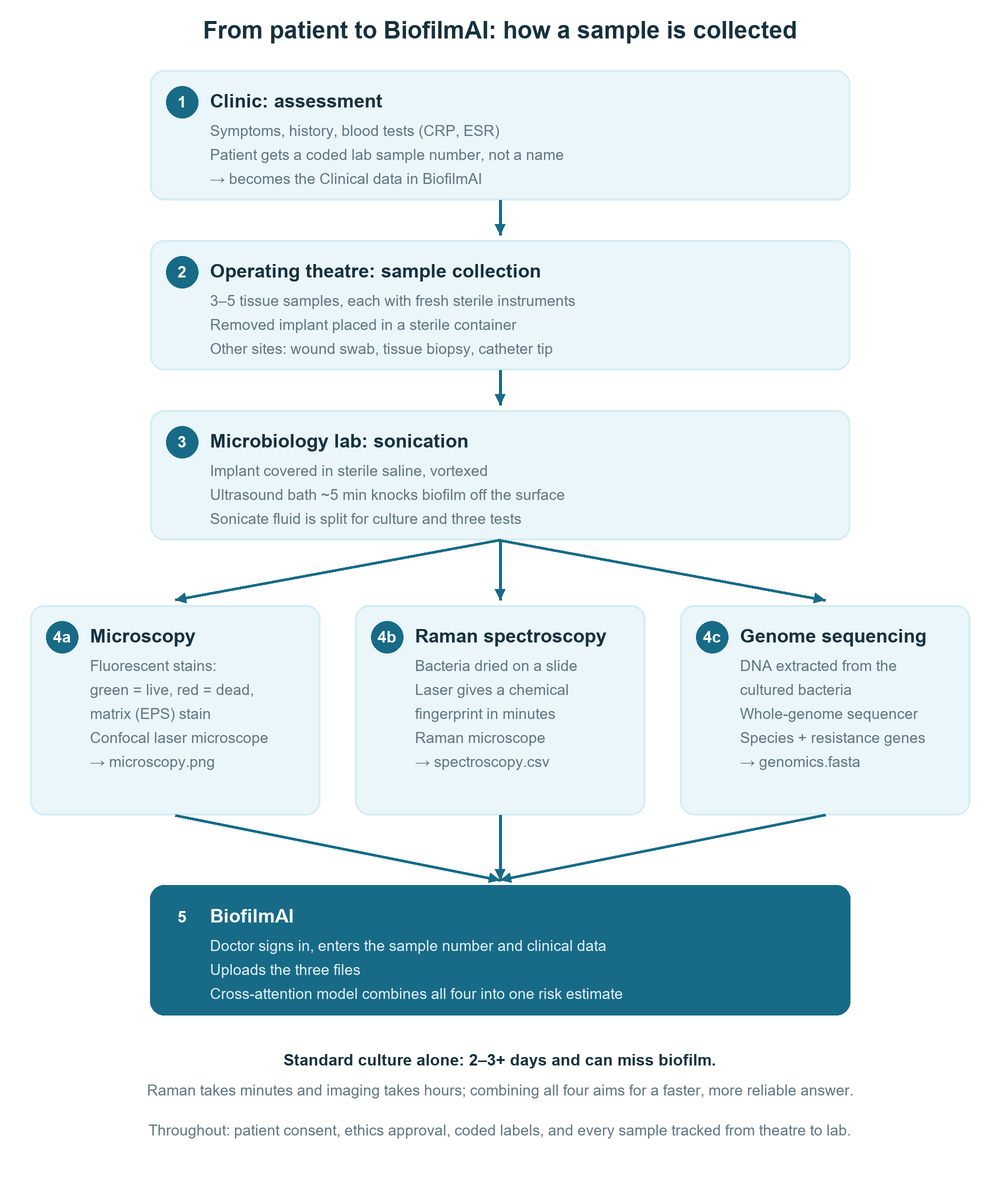 From patient to BiofilmAI: how a sample is collected
1
Clinic: assessment
Symptoms, history, blood tests (CRP, ESR)
Patient gets a coded lab sample number, not a name
→ becomes the Clinical data in BiofilmAI
2
Operating theatre: sample collection
3–5 tissue samples, each with fresh sterile instruments
Removed implant placed in a sterile container
Other sites: wound swab, tissue biopsy, catheter tip
3
Microbiology lab: sonication
Implant covered in sterile saline, vortexed
Ultrasound bath ~5 min knocks biofilm off the surface
Sonicate fluid is split for culture and three tests
4a
Microscopy
Fluorescent stains:
green = live, red = dead,
matrix (EPS) stain
Confocal laser microscope
→ microscopy.png
4b
Raman spectroscopy
Bacteria dried on a slide
Laser gives a chemical
fingerprint in minutes
Raman microscope
→ spectroscopy.csv
4c
Genome sequencing
DNA extracted from the
cultured bacteria
Whole-genome sequencer
Species + resistance genes
→ genomics.fasta
5
BiofilmAI
Doctor signs in, enters the sample number and clinical data
Uploads the three files
Cross-attention model combines all four into one risk estimate
Standard culture alone: 2–3+ days and can miss biofilm.
Raman takes minutes and imaging takes hours; combining all four aims for a faster, more reliable answer.
Throughout: patient consent, ethics approval, coded labels, and every sample tracked from theatre to lab.